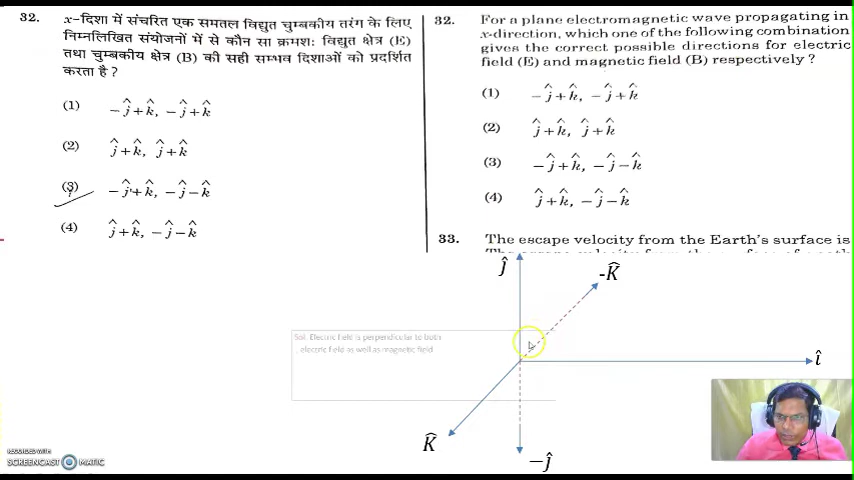 32. x-दिशा में संचरित एक समतल विद्युत चुम्बकीय तरंग के लिए
निम्नलिखित संयोजनों में से कौन सा क्रमशः विद्युत क्षेत्र (E)
तथा चुम्बकीय क्षेत्र (B) की सही सम्भव दिशाओं को प्रदर्शित
करता है ?
(1) -ĵ+k̂, -ĵ+k̂
(2) ĵ+k̂, ĵ+k̂
(3) -ĵ+k̂, -ĵ-k̂
(4) ĵ+k̂, -ĵ-k̂
32. For a plane electromagnetic wave propagating in
x-direction, which one of the following combination
gives the correct possible directions for electric
field (E) and magnetic field (B) respectively ?
(1) -ĵ+k̂, -ĵ+k̂
(2) ĵ+k̂, ĵ+k̂
(3) -ĵ+k̂, -ĵ-k̂
(4) ĵ+k̂, -ĵ-k̂
33. The escape velocity from the Earth's surface is
ĵ
-K̂
Electric field is perpendicular to both
electric field as well as magnetic field
î
K̂
-ĵ
RECORDED WITH
SCREENCAST MATIC